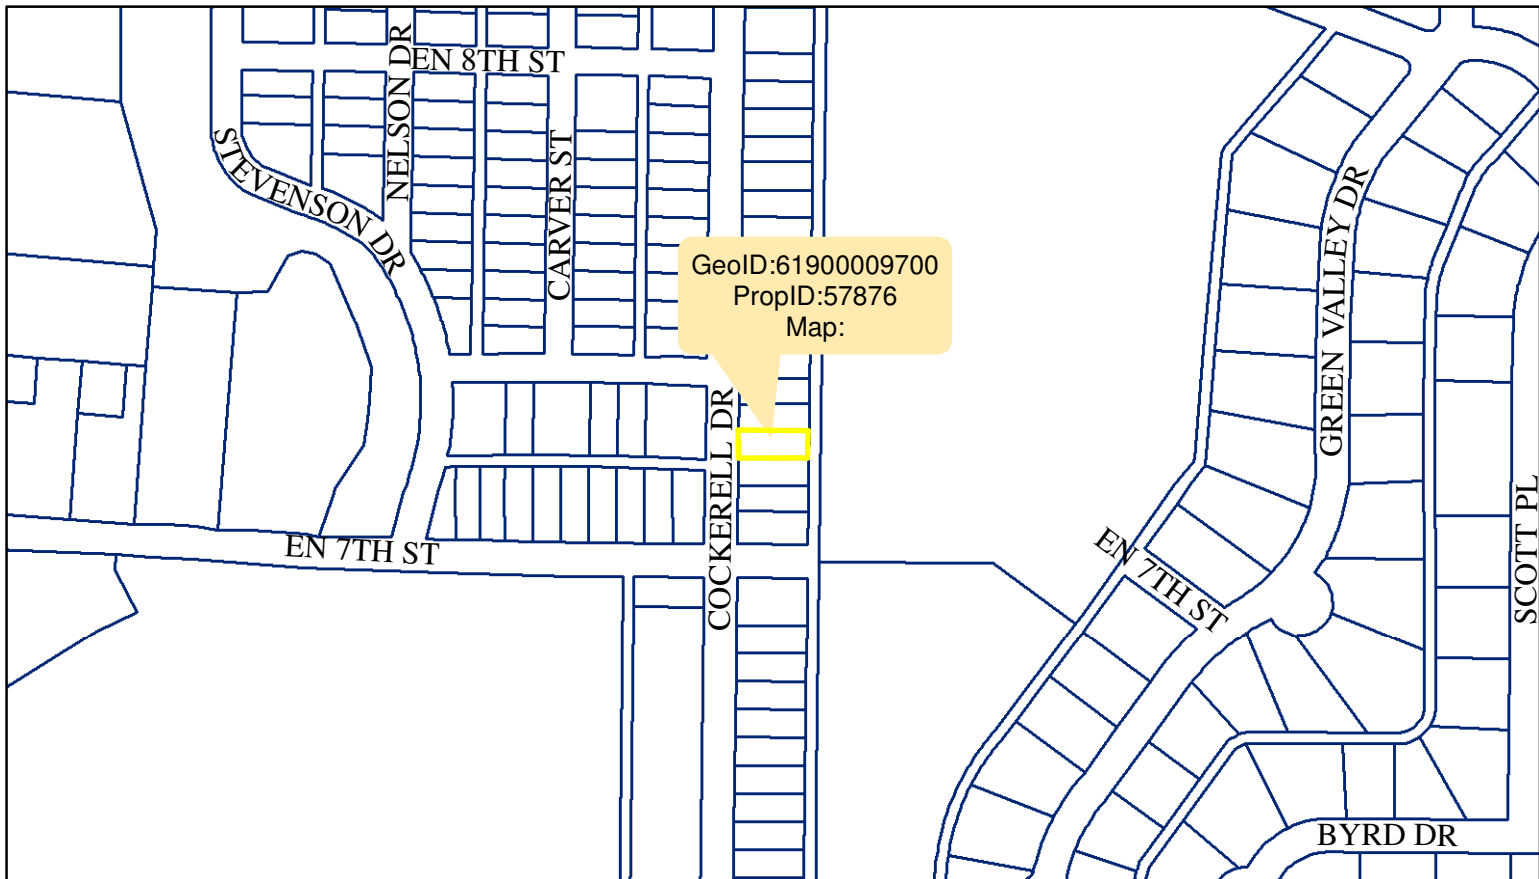 NELSON DR
EN 8TH ST
STEVENSON DR
CARVER ST
GREEN VALLEY DR
GeoID:61900009700
PropID:57876
Map:
COCKERELL DR
EN 7TH ST
EN 7TH ST
SCOTT PL
BYRD DR